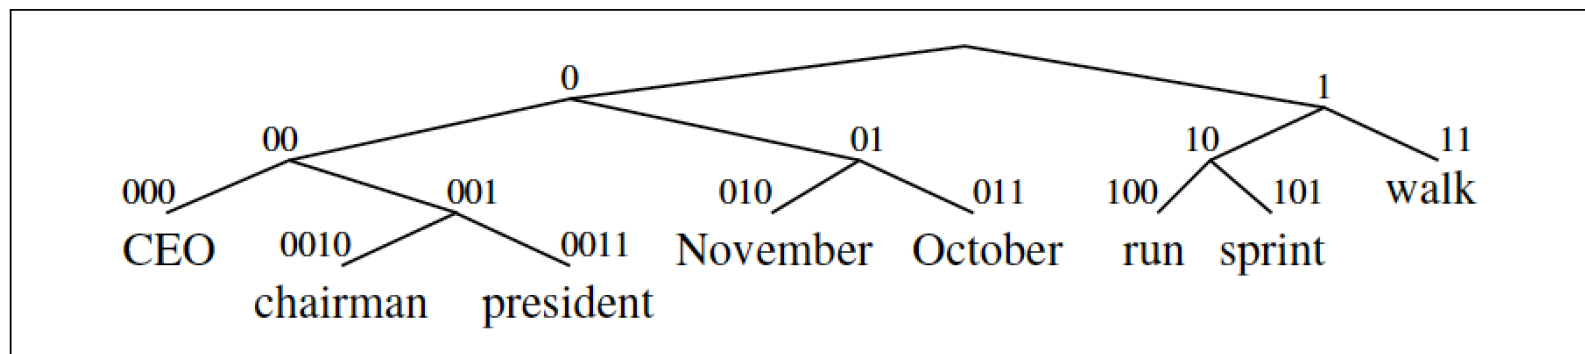 0 1
00 01 10 11
000 001 010 011 100 101 walk
CEO 0010 0011 November October run sprint
chairman president